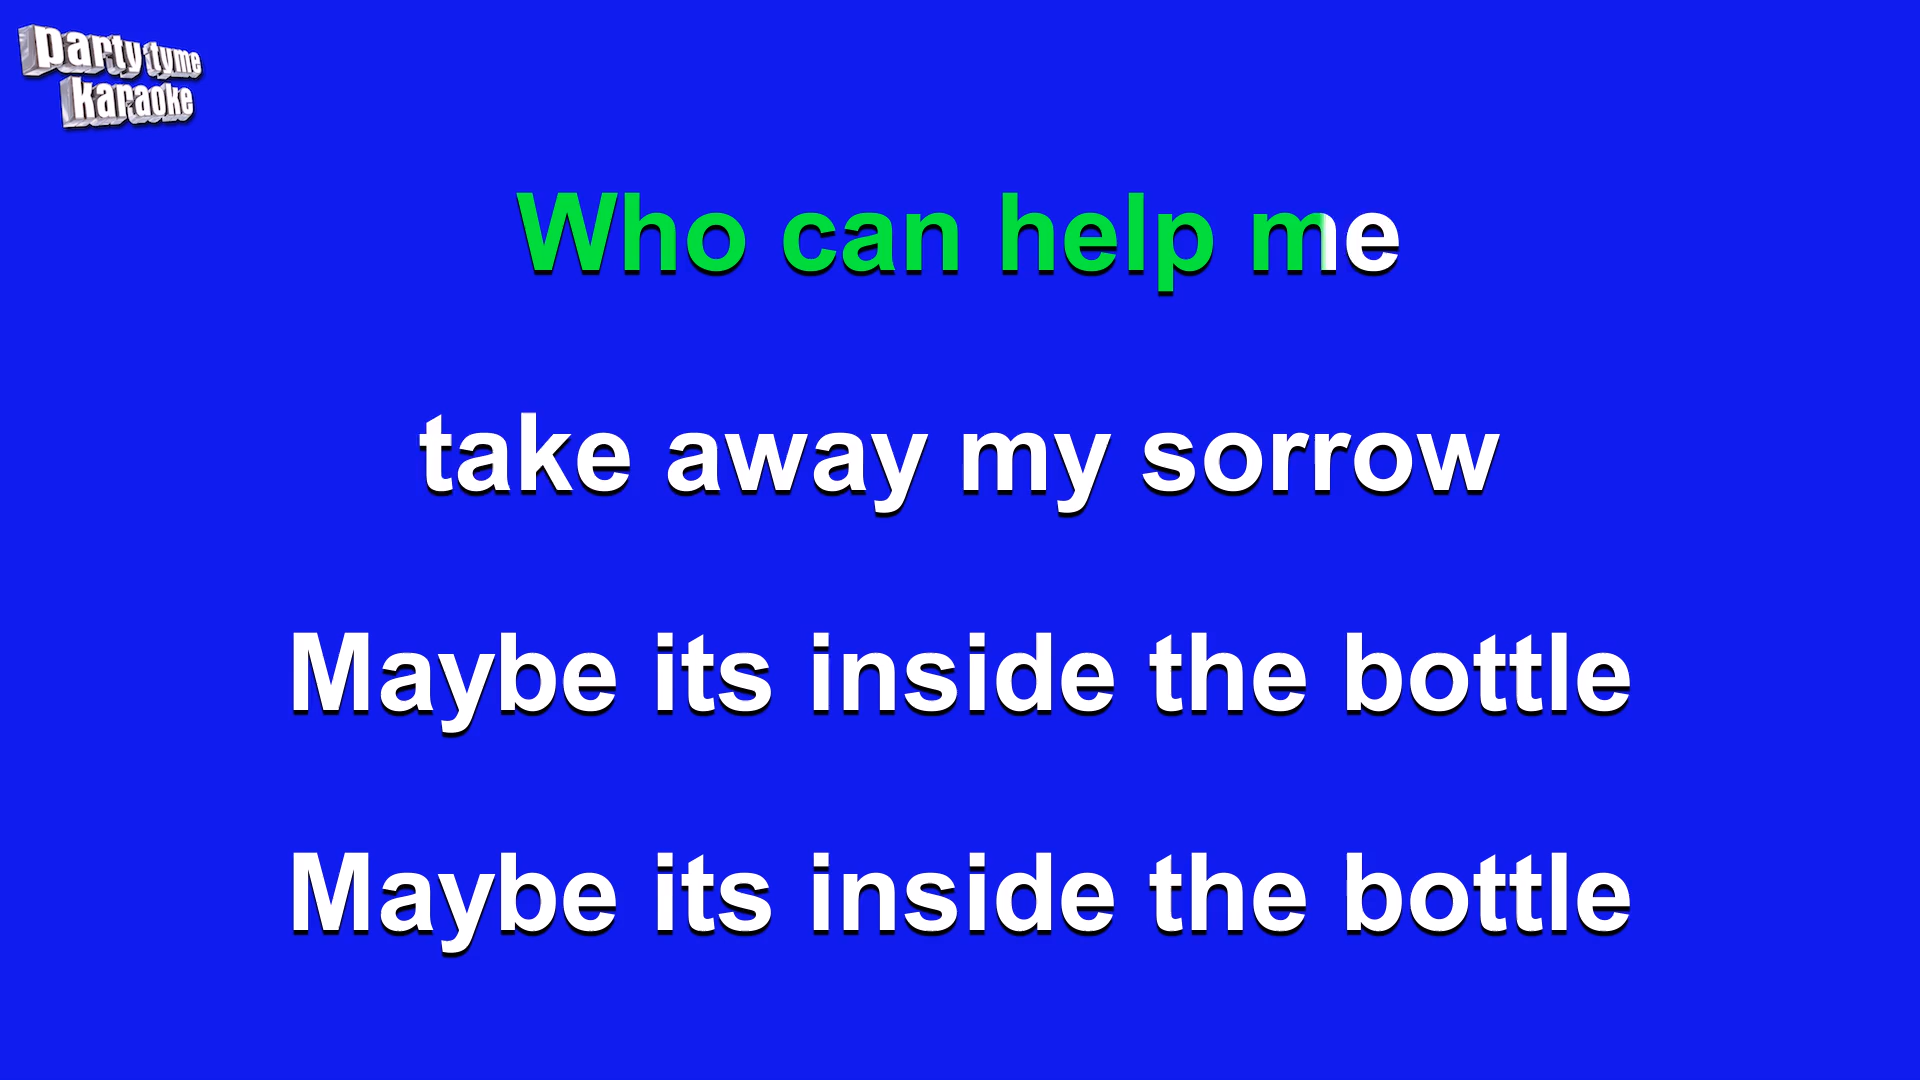 party tyme
karaoke
Who can help me
take away my sorrow
Maybe its inside the bottle
Maybe its inside the bottle